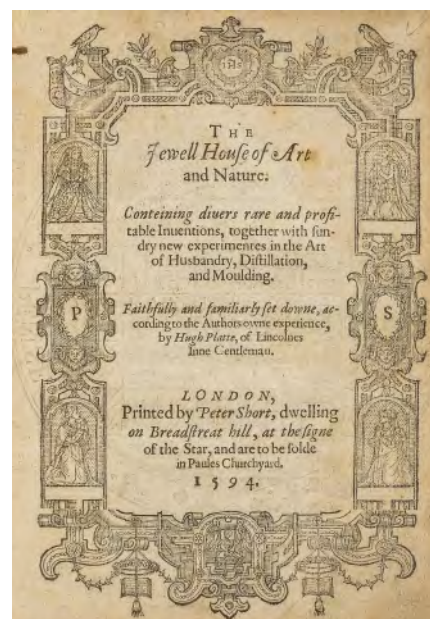 THE
Jewell House of Art
and Nature.
Conteining diuers rare and profi-
table Inuentions, together with sun-
dry new experimentes in the Art
of Husbandry, Distillation,
and Moulding.
Faithfully and familiarly set downe, ac-
cording to the Authors owne experience,
by Hugh Platte, of Lincolnes
Inne Gentleman.
P
S
LONDON,
Printed by Peter Short, dwelling
on Breadstreat hill, at the signe
of the Star, and are to be solde
in Paules Churchyard.
1594.